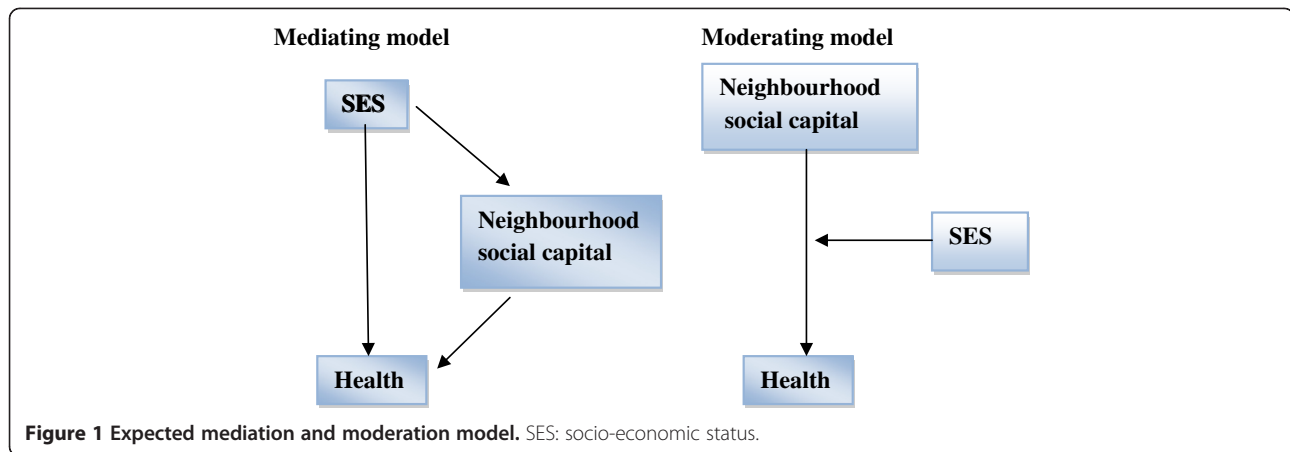 Mediating model
SES
Neighbourhood
social capital
Health
Moderating model
Neighbourhood
social capital
SES
Health
Figure 1 Expected mediation and moderation model. SES: socio-economic status.